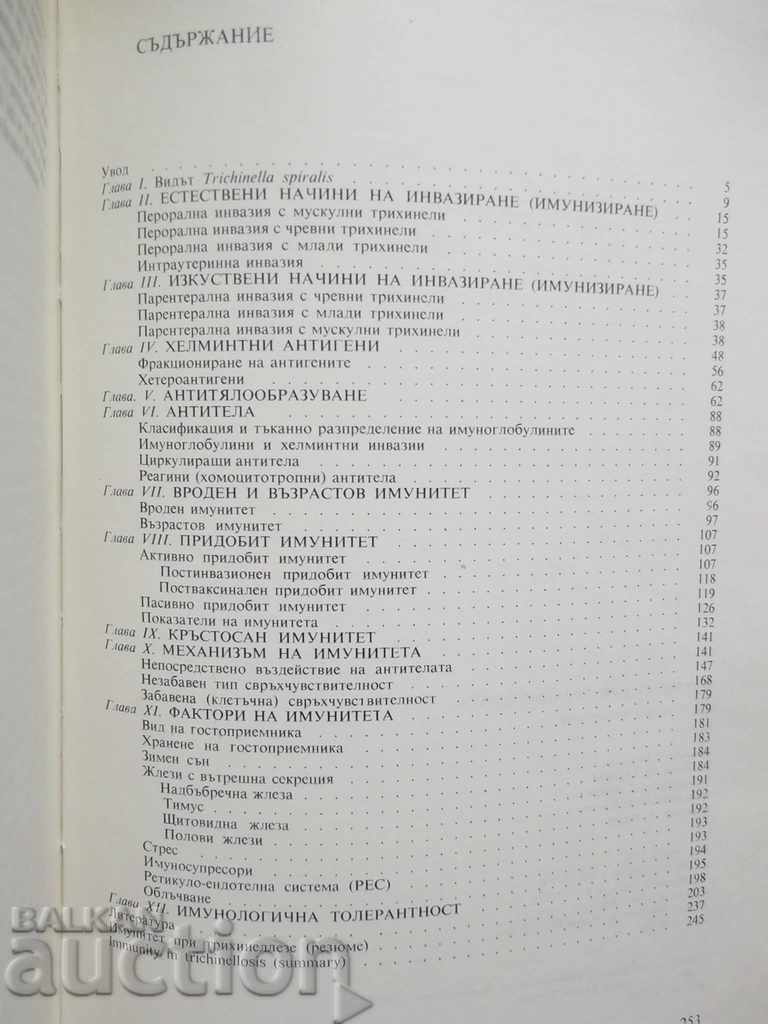 СЪДЪРЖАНИЕ
Увод 5
Глава I. Видът Trichinella spiralis 9
Глава II. ЕСТЕСТВЕНИ НАЧИНИ НА ИНВАЗИРАНЕ (ИМУНИЗИРАНЕ) 15
Перорална инвазия с мускулни трихинели 15
Перорална инвазия с чревни трихинели 32
Перорална инвазия с млади трихинели 35
Интраутеринна инвазия 35
Глава III. ИЗКУСТВЕНИ НАЧИНИ НА ИНВАЗИРАНЕ (ИМУНИЗИРАНЕ) 37
Парентерална инвазия с чревни трихинели 37
Парентерална инвазия с млади трихинели 38
Парентерална инвазия с мускулни трихинели 38
Глава IV. ХЕЛМИНТНИ АНТИГЕНИ 48
Фракциониране на антигените 56
Хетероантигени 62
Глава. V. АНТИТЯЛООБРАЗУВАНЕ 62
Глава VI. АНТИТЕЛА 88
Класификация и тъканно разпределение на имуноглобулините 88
Имуноглобулини и хелминтни инвазии 89
Циркулиращи антитела 91
Реагини (хомоцитотропни) антитела 92
Глава VII. ВРОДЕН И ВЪЗРАСТОВ ИМУНИТЕТ 96
Вроден имунитет 96
Възрастов имунитет 97
Глава VIII. ПРИДОБИТ ИМУНИТЕТ 107
Активно придобит имунитет 107
Постинвазионен придобит имунитет 107
Поствакsинален придобит имунитет 118
Пасивно придобит имунитет 119
Показатели на имунитета 126
Глава IX. КРЪСТОСАН ИМУНИТЕТ 132
Глава X. МЕХАНИЗЪМ НА ИМУНИТЕТА 141
Непосредствено въздействие на антителата 141
Незабавен тип свръхчувствителност 147
Забавена (клетъчна) свръхчувствителност 168
Глава XI. ФАКТОРИ НА ИМУНИТЕТА 179
Вид на гостоприемника 179
Хранене на гостоприемника 181
Зимен сън 183
Жлези с вътрешна секреция 184
Надбъбречна жлеза 184
Тимус 191
Щитовидна жлеза 192
Полови жлези 192
Стрес 193
Имуносупресори 193
Ретикуло-ендотелна система (РЕС) 194
Облъчване 195
Глава XII. ИМУНОЛОГИЧНА ТОЛЕРАНТНОСТ 198
Литература 203
Имунитет при трихинелезе (резюме) 237
Immunity in trichinellosis (summary) 245
253
BALKAN
auction